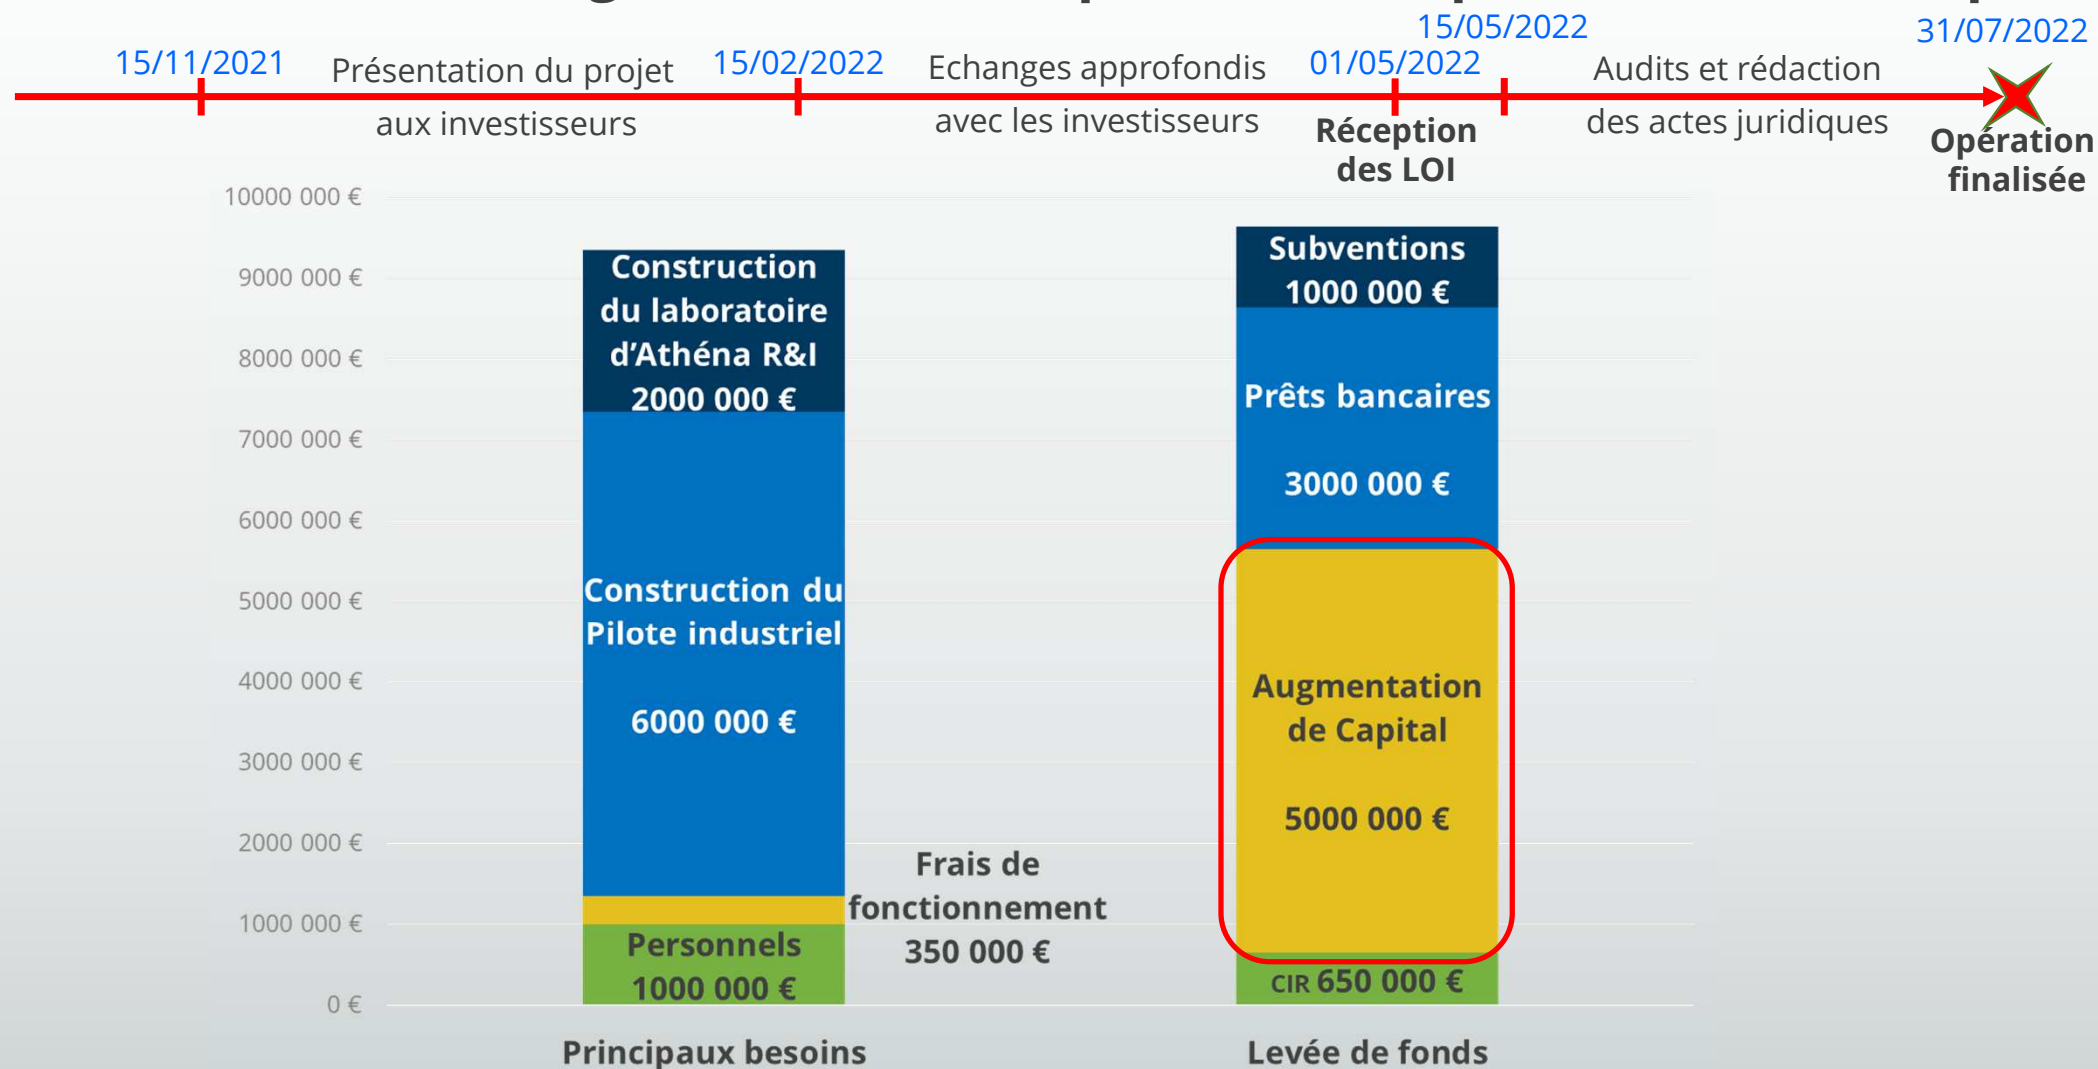 15/11/2021
Présentation du projet
aux investisseurs
15/02/2022
Echanges approfondis
avec les investisseurs
01/05/2022
Réception
des LOI
15/05/2022
Audits et rédaction
des actes juridiques
31/07/2022
Opération
finalisée
10000 000 €
9000 000 €
8000 000 €
7000 000 €
6000 000 €
5000 000 €
4000 000 €
3000 000 €
2000 000 €
1000 000 €
0 €
Construction
du laboratoire
d'Athéna R&I
2000 000 €
Construction du
Pilote industriel
6000 000 €
Frais de
fonctionnement
350 000 €
Personnels
1000 000 €
Principaux besoins
Subventions
1000 000 €
Prêts bancaires
3000 000 €
Augmentation
de Capital
5000 000 €
CIR 650 000 €
Levée de fonds